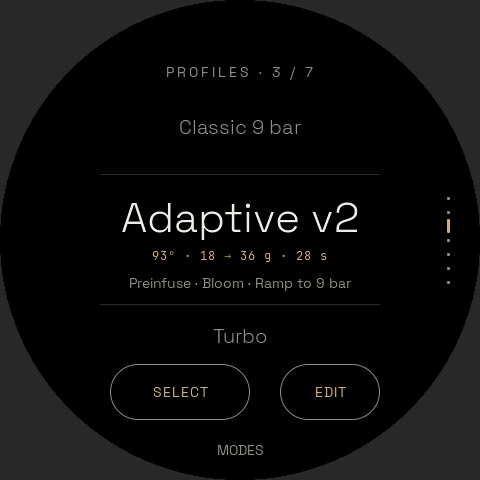 PROFILES · 3 / 7
Classic 9 bar
Adaptive v2
93° · 18 → 36 g · 28 s
Preinfuse · Bloom · Ramp to 9 bar
Turbo
SELECT EDIT
MODES